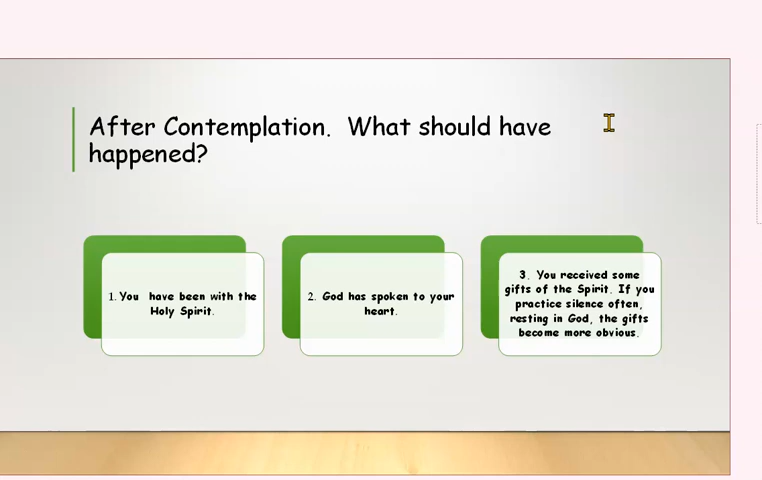 After Contemplation.  What should have
happened?
1. You  have been with the
Holy Spirit.
2. God has spoken to your
heart.
3. You received some
gifts of the Spirit. If you
practice silence often,
resting in God, the gifts
become more obvious.